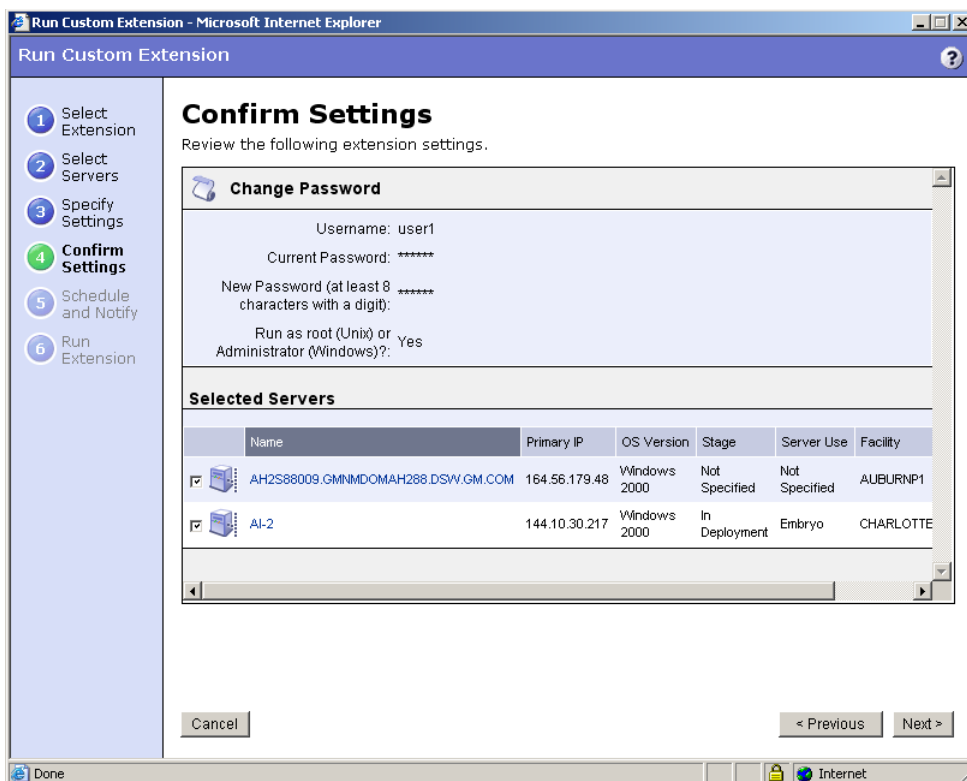 Run Custom Extension - Microsoft Internet Explorer
Run Custom Extension
?
1 Select
Extension
2 Select
Servers
3 Specify
Settings
4 Confirm
Settings
5 Schedule
and Notify
6 Run
Extension
Confirm Settings
Review the following extension settings.
Change Password
Username: user1
Current Password: ******
New Password (at least 8
characters with a digit): ******
Run as root (Unix) or
Administrator (Windows)?: Yes
Selected Servers
Name Primary IP OS Version Stage Server Use Facility
AH2S88009.GMNMDOMAH288.DSW.GM.COM 164.56.179.48 Windows 2000 Not Specified Not Specified AUBURNP1
AI-2 144.10.30.217 Windows 2000 In Deployment Embryo CHARLOTTE
Cancel < Previous Next >
Done Internet